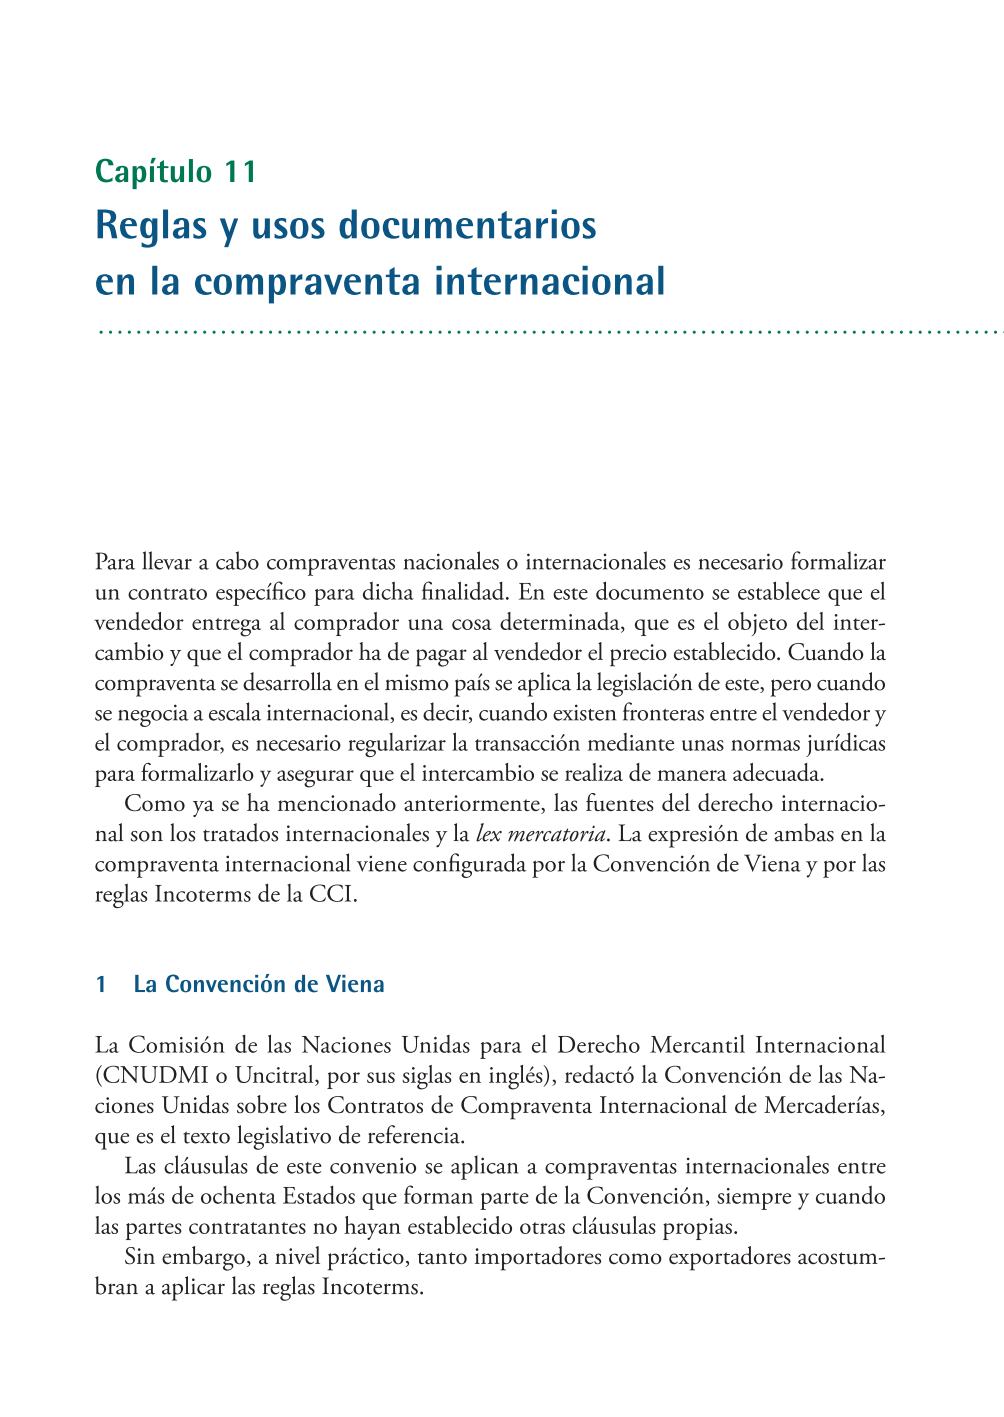 Capítulo 11
Reglas y usos documentarios
en la compraventa internacional
Para llevar a cabo compraventas nacionales o internacionales es necesario formalizar
un contrato específico para dicha finalidad. En este documento se establece que el
vendedor entrega al comprador una cosa determinada, que es el objeto del inter-
cambio y que el comprador ha de pagar al vendedor el precio establecido. Cuando la
compraventa se desarrolla en el mismo país se aplica la legislación de este, pero cuando
se negocia a escala internacional, es decir, cuando existen fronteras entre el vendedor y
el comprador, es necesario regularizar la transacción mediante unas normas jurídicas
para formalizarlo y asegurar que el intercambio se realiza de manera adecuada.
Como ya se ha mencionado anteriormente, las fuentes del derecho internacio-
nal son los tratados internacionales y la lex mercatoria. La expresión de ambas en la
compraventa internacional viene configurada por la Convención de Viena y por las
reglas Incoterms de la CCI.
1 La Convención de Viena
La Comisión de las Naciones Unidas para el Derecho Mercantil Internacional
(CNUDMI o Uncitral, por sus siglas en inglés), redactó la Convención de las Na-
ciones Unidas sobre los Contratos de Compraventa Internacional de Mercaderías,
que es el texto legislativo de referencia.
Las cláusulas de este convenio se aplican a compraventas internacionales entre
los más de ochenta Estados que forman parte de la Convención, siempre y cuando
las partes contratantes no hayan establecido otras cláusulas propias.
Sin embargo, a nivel práctico, tanto importadores como exportadores acostum-
bran a aplicar las reglas Incoterms.